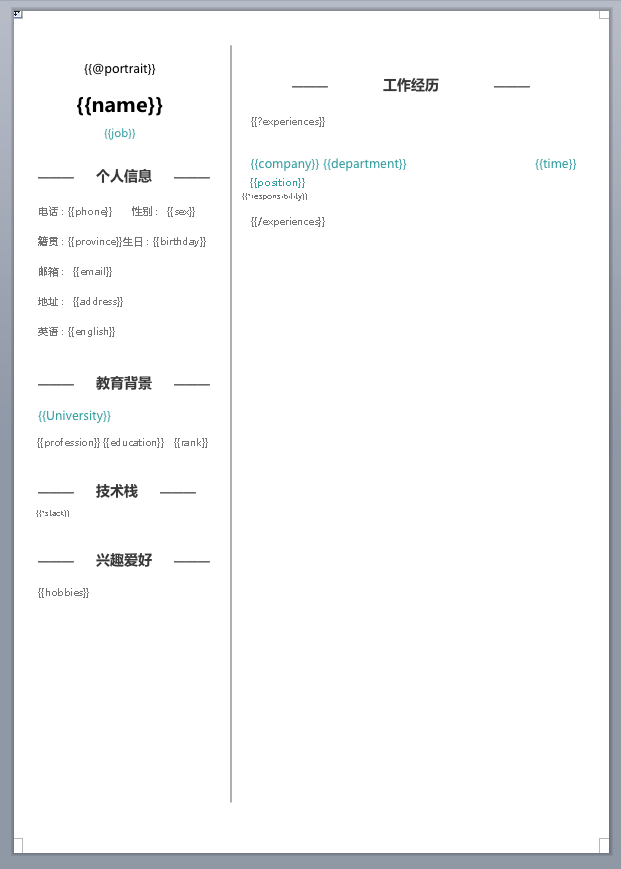 {{@portrait}}
{{name}}
{{job}}
—— 个人信息 ——
电话：{{phone}} 性别： {{sex}}
籍贯：{{province}}生日：{{birthday}}
邮箱： {{email}}
地址： {{address}}
英语：{{english}}
—— 教育背景 ——
{{University}}
{{profession}} {{education}} {{rank}}
—— 技术栈 ——
{{*stack}}
—— 兴趣爱好 ——
{{hobbies}}
—— 工作经历 ——
{{?experiences}}
{{company}} {{department}} {{time}}
{{position}}
{{*responsibility}}
{{/experiences}}